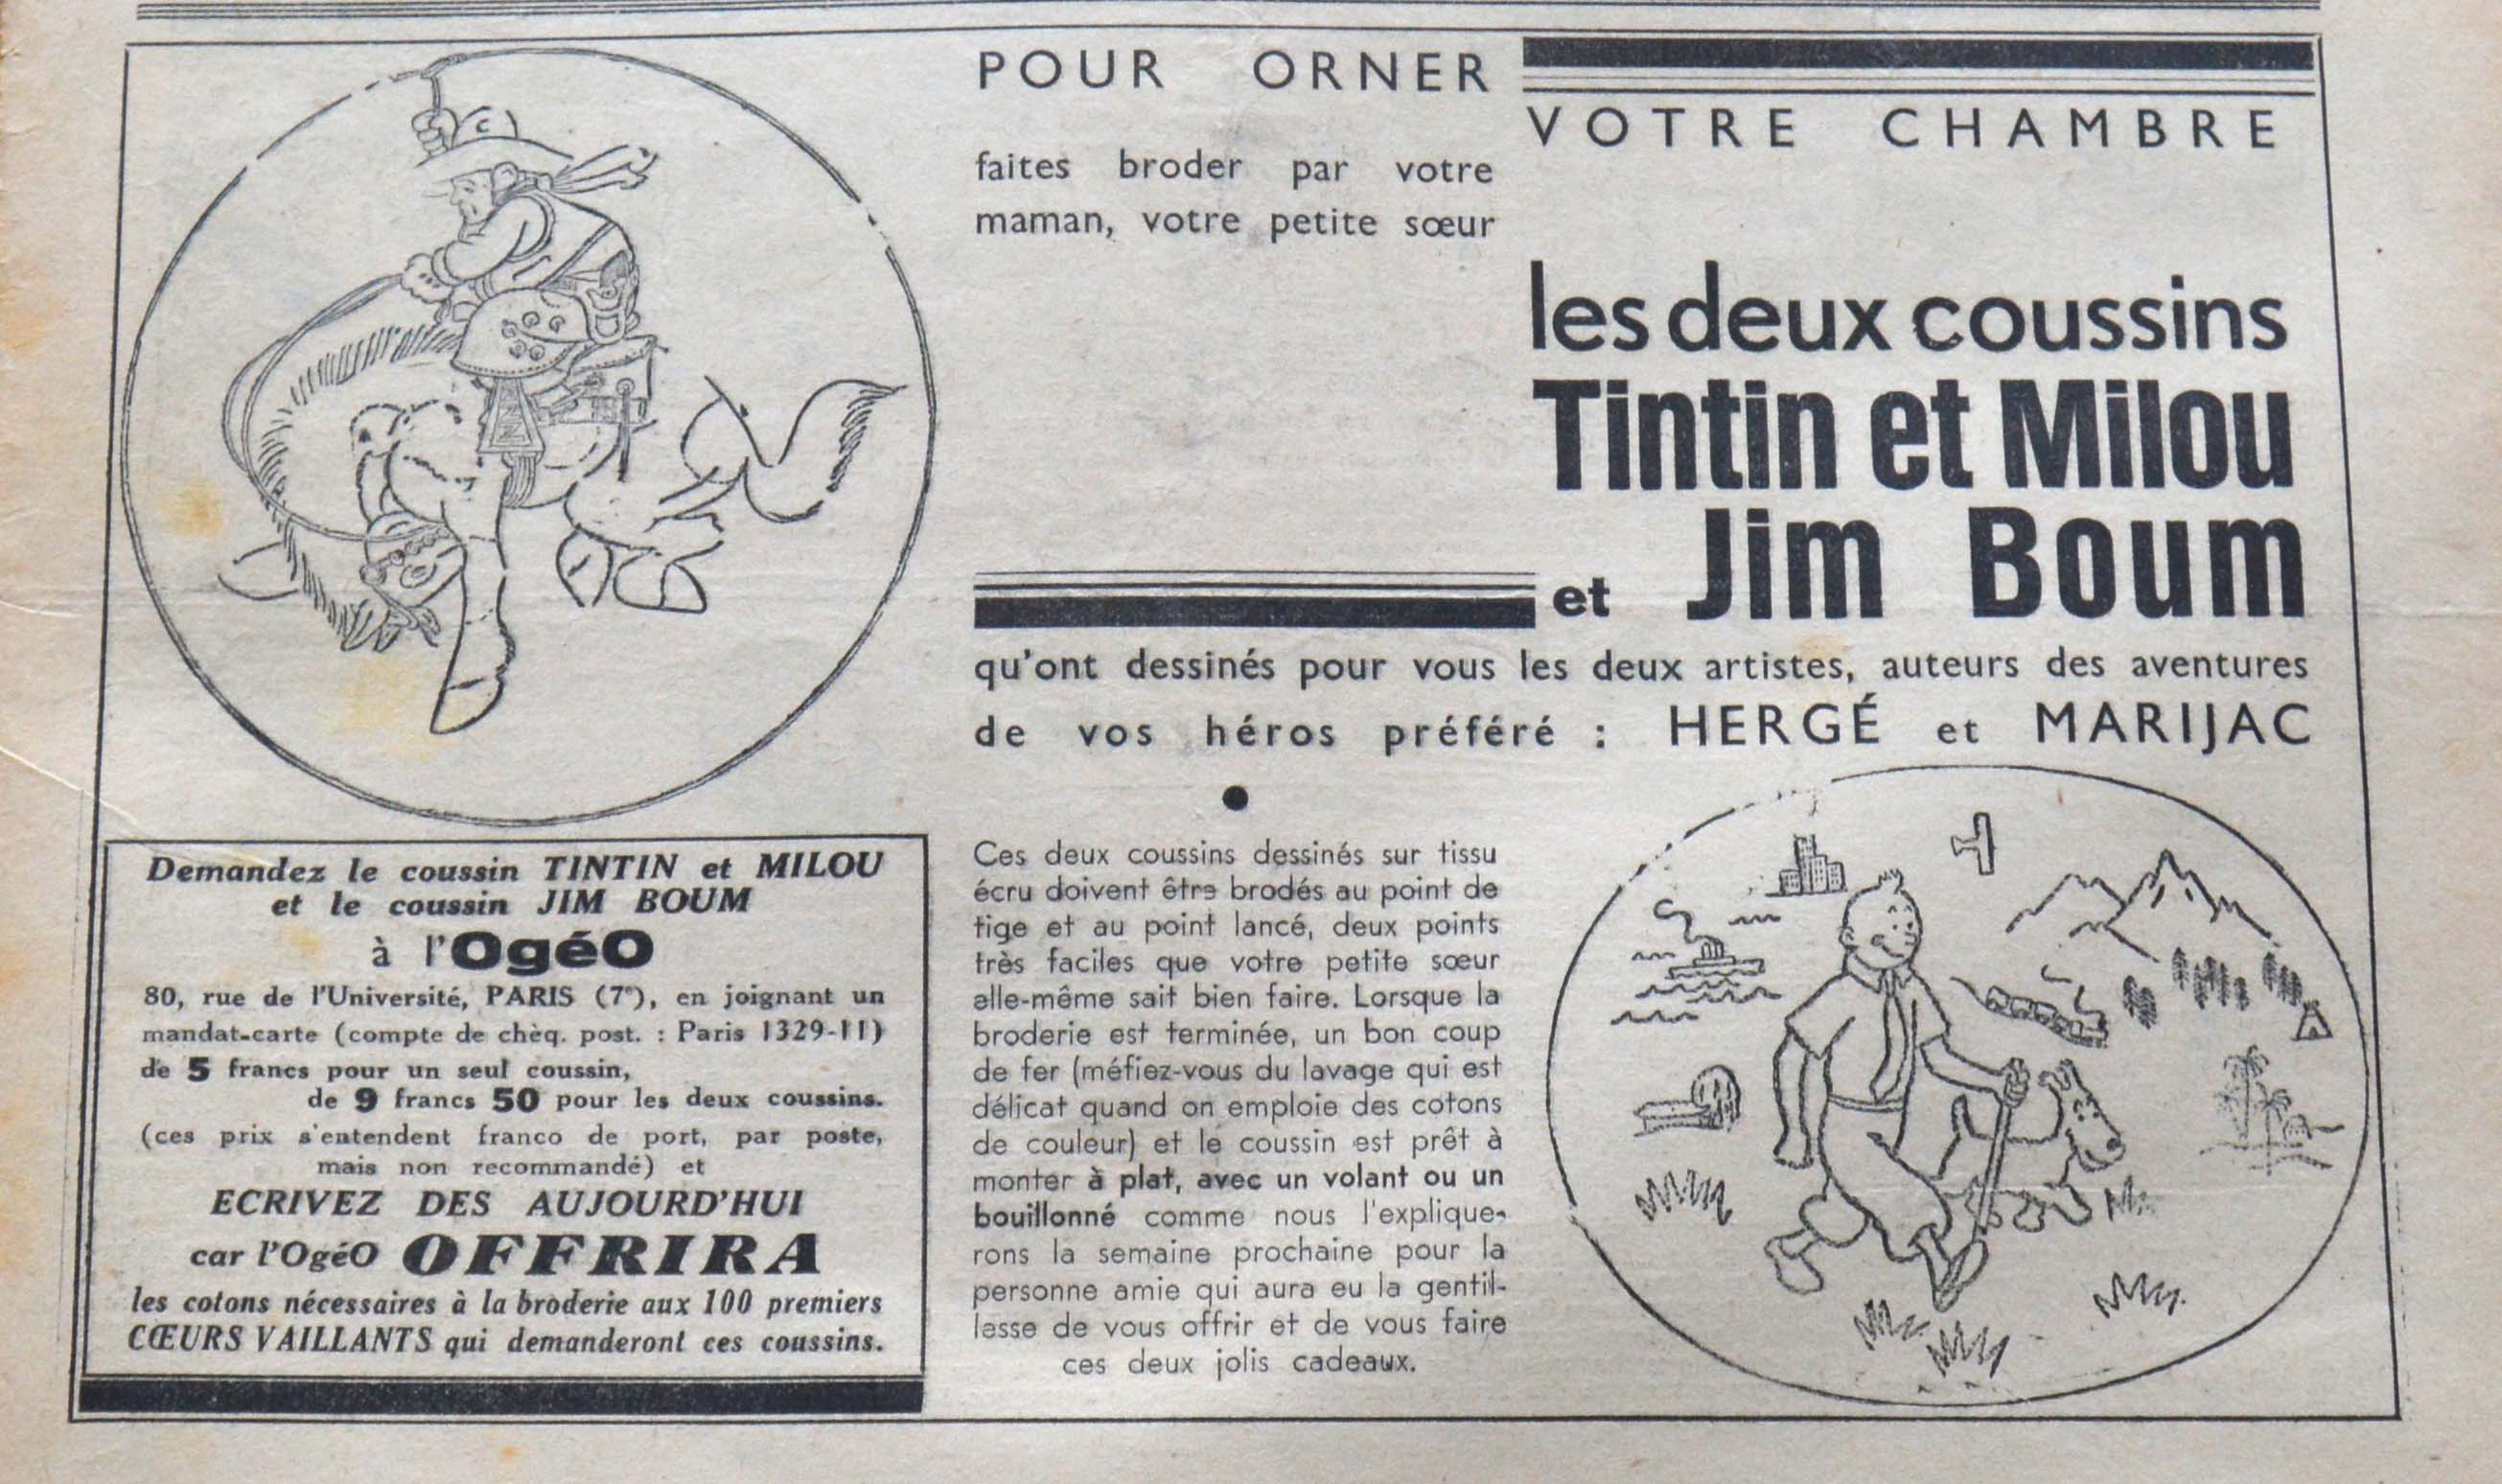 POUR ORNER
VOTRE CHAMBRE
faites broder par votre
maman, votre petite sœur
les deux coussins
Tintin et Milou
et Jim Boum
qu'ont dessinés pour vous les deux artistes, auteurs des aventures
de vos héros préféré : HERGÉ et MARIJAC
Demandez le coussin TINTIN et MILOU
et le coussin JIM BOUM
à l'OgéO
80, rue de l'Université, PARIS (7e), en joignant un
mandat-carte (compte de chèq. post. : Paris 1329-11)
de 5 francs pour un seul coussin,
de 9 francs 50 pour les deux coussins.
(ces prix s'entendent franco de port, par poste,
mais non recommandé) et
ECRIVEZ DES AUJOURD'HUI
car l'OgéO OFFRIRA
les cotons nécessaires à la broderie aux 100 premiers
CŒURS VAILLANTS qui demanderont ces coussins.
Ces deux coussins dessinés sur tissu
écru doivent être brodés au point de
tige et au point lancé, deux points
très faciles que votre petite sœur
elle-même sait bien faire. Lorsque la
broderie est terminée, un bon coup
de fer (méfiez-vous du lavage qui est
délicat quand on emploie des cotons
de couleur) et le coussin est prêt à
monter à plat, avec un volant ou un
bouillonné comme nous l'explique-
rons la semaine prochaine pour la
personne amie qui aura eu la gentil-
lesse de vous offrir et de vous faire
ces deux jolis cadeaux.